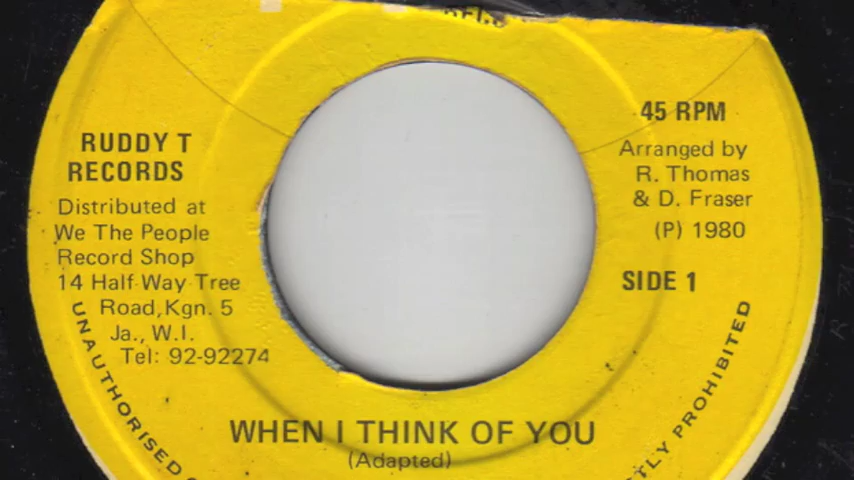 RUDDY T
RECORDS
Distributed at
We The People
Record Shop
14 Half Way Tree
Road, Kgn. 5
Ja., W.I.
Tel: 92-92274
45 RPM
Arranged by
R. Thomas
& D. Fraser
(P) 1980
SIDE 1
WHEN I THINK OF YOU
(Adapted)
UNAUTHORISED
PROHIBITED